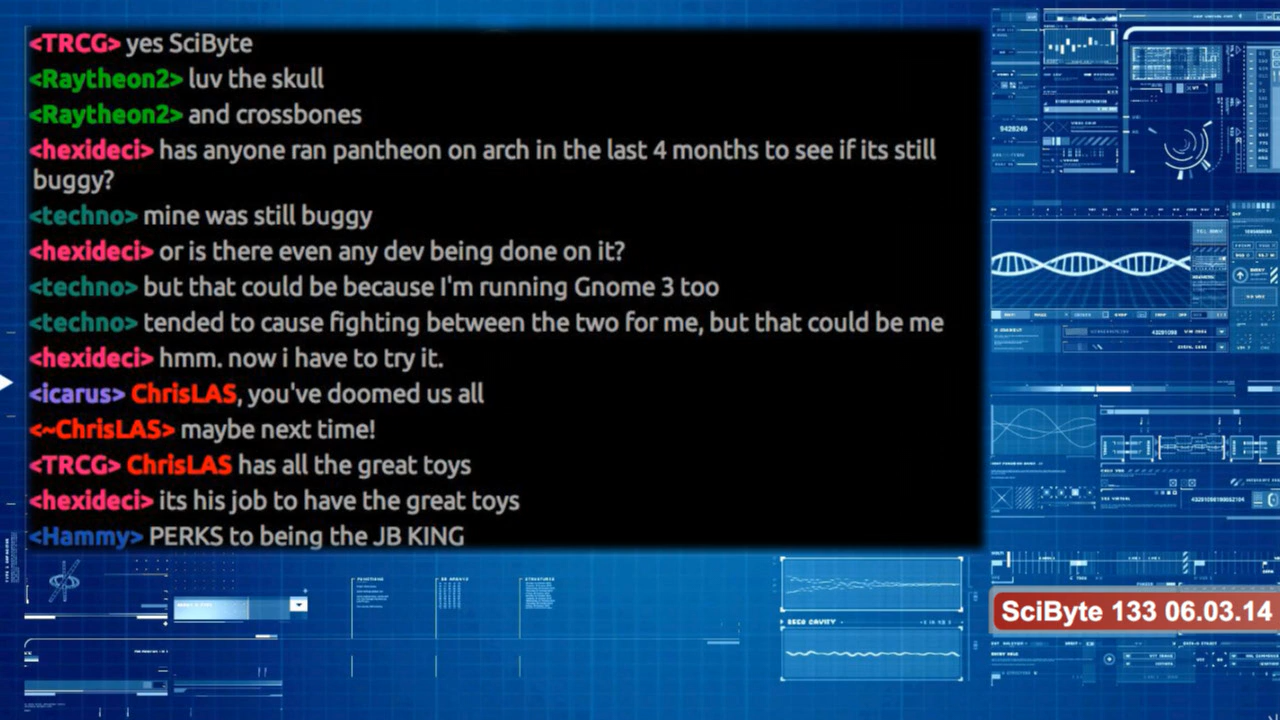 <TRCG> yes SciByte
<Raytheon2> luv the skull
<Raytheon2> and crossbones
<hexideci> has anyone ran pantheon on arch in the last 4 months to see if its still
buggy?
<techno> mine was still buggy
<hexideci> or is there even any dev being done on it?
<techno> but that could be because I'm running Gnome 3 too
<techno> tended to cause fighting between the two for me, but that could be me
<hexideci> hmm. now i have to try it.
<icarus> ChrisLAS, you've doomed us all
<~ChrisLAS> maybe next time!
<TRCG> ChrisLAS has all the great toys
<hexideci> its his job to have the great toys
<Hammy> PERKS to being the JB KING
9428249
SciByte 133 06.03.14